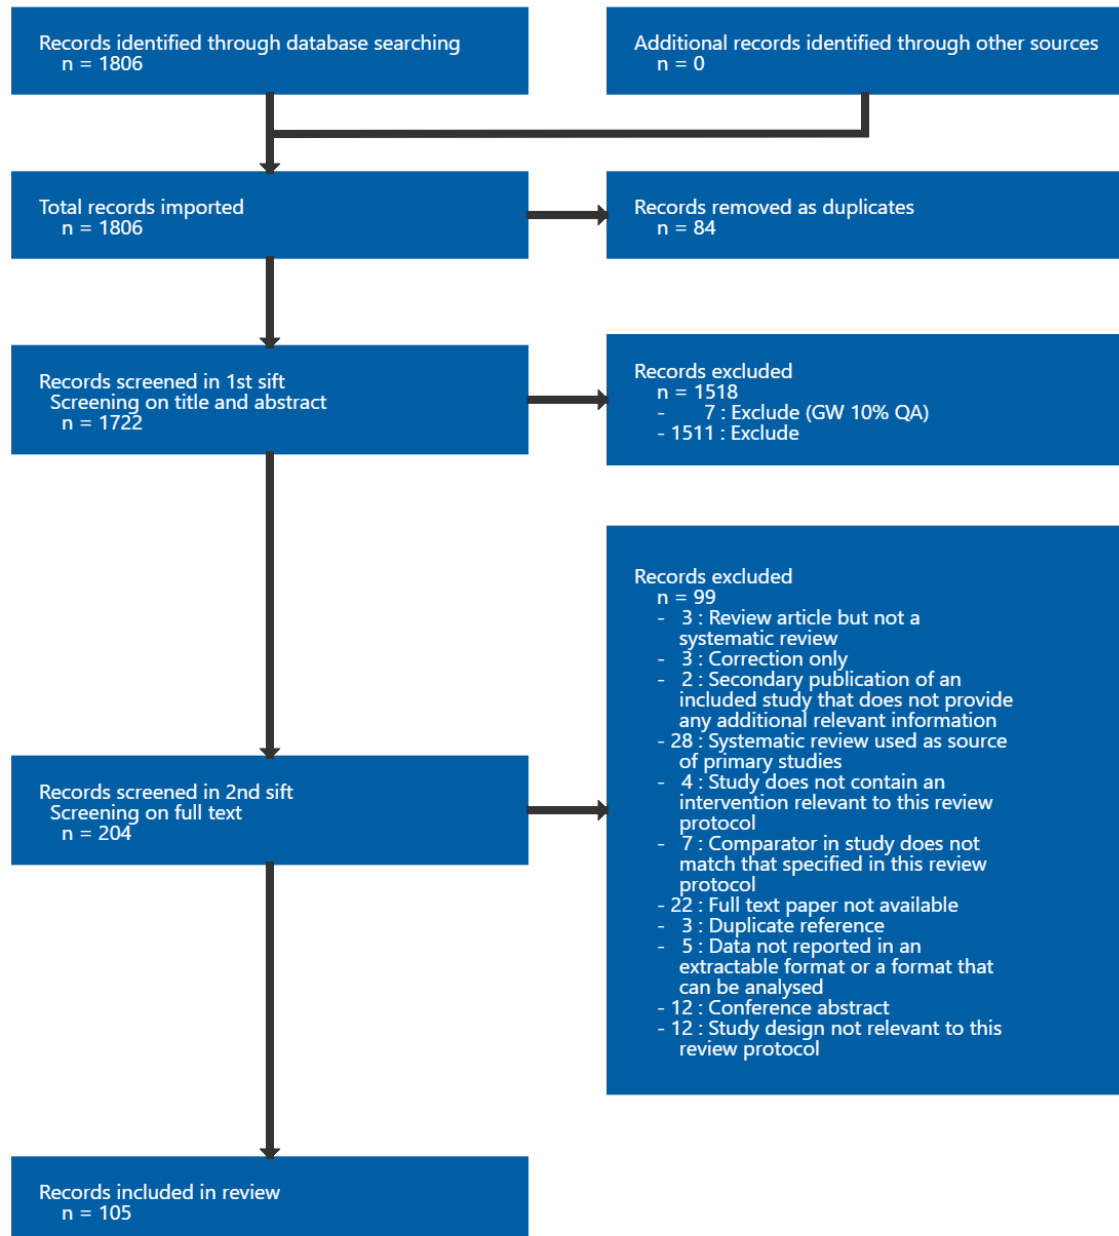 Records identified through database searching
n = 1806
Additional records identified through other sources
n = 0
Total records imported
n = 1806
Records removed as duplicates
n = 84
Records screened in 1st sift
Screening on title and abstract
n = 1722
Records excluded
n = 1518
- 7 : Exclude (GW 10% QA)
- 1511 : Exclude
Records excluded
n = 99
- 3 : Review article but not a
systematic review
- 3 : Correction only
- 2 : Secondary publication of an
included study that does not provide
any additional relevant information
- 28 : Systematic review used as source
of primary studies
- 4 : Study does not contain an
intervention relevant to this review
protocol
- 7 : Comparator in study does not
match that specified in this review
protocol
- 22 : Full text paper not available
- 3 : Duplicate reference
- 5 : Data not reported in an
extractable format or a format that
can be analysed
- 12 : Conference abstract
- 12 : Study design not relevant to this
review protocol
Records screened in 2nd sift
Screening on full text
n = 204
Records included in review
n = 105